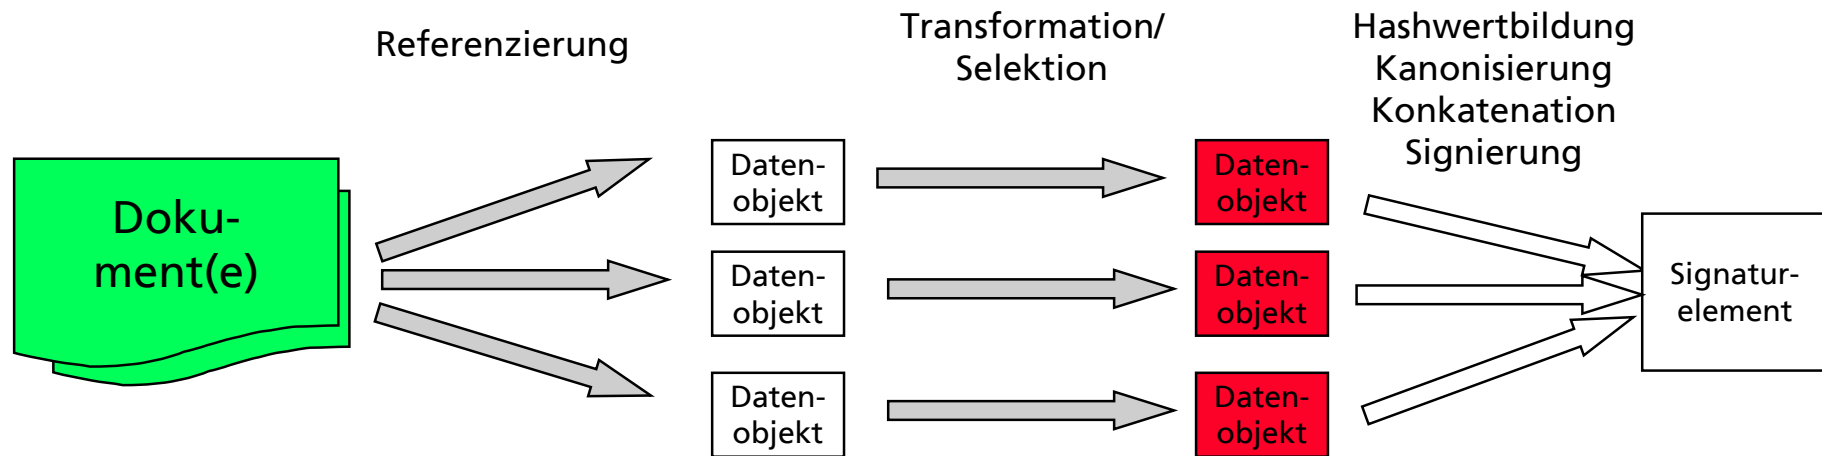 Referenzierung
Transformation/
Selektion
Hashwertbildung
Kanonisierung
Konkatenation
Signierung
Doku-
ment(e)
Daten-
objekt
Daten-
objekt
Daten-
objekt
Daten-
objekt
Daten-
objekt
Daten-
objekt
Signatur-
element